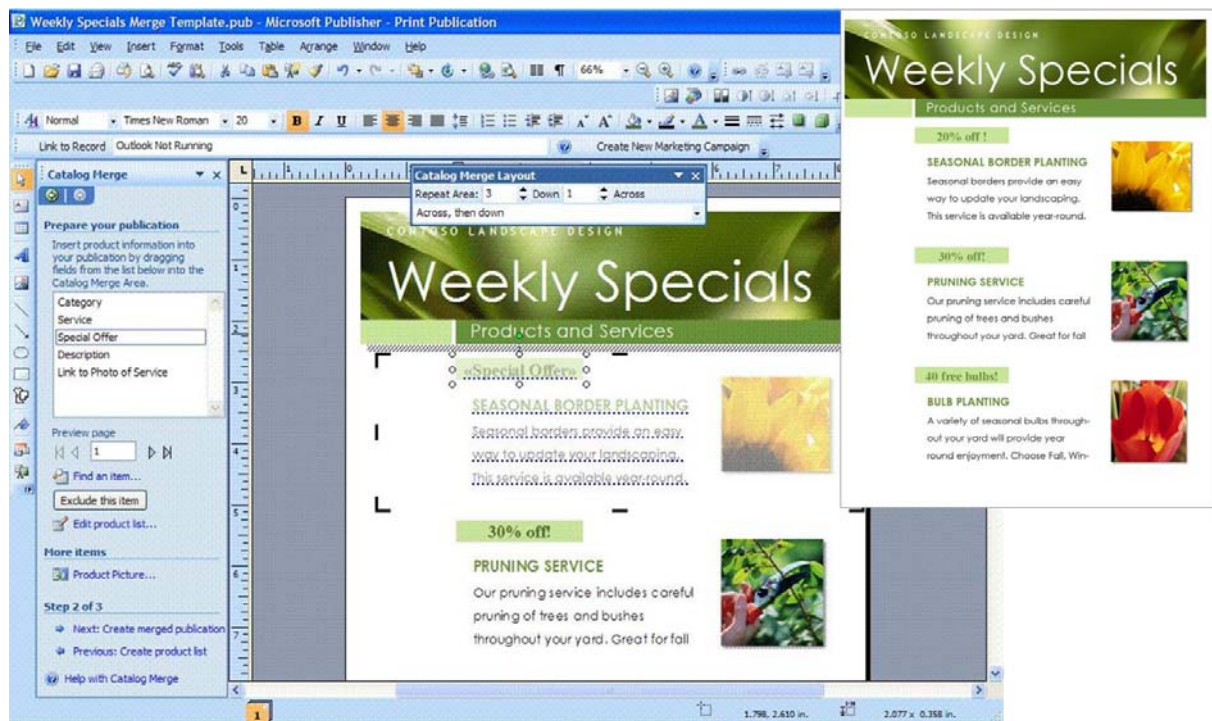 Weekly Specials Merge Template.pub - Microsoft Publisher - Print Publication
File Edit View Insert Format Tools Table Arrange Window Help
66%
Normal Times New Roman 20 B I U
Link to Record Outlook Not Running Create New Marketing Campaign
Catalog Merge
Prepare your publication
Insert product information into
your publication by dragging
fields from the list below into the
Catalog Merge Area.
Category
Service
Special Offer
Description
Link to Photo of Service
Preview page
1
Find an item...
Exclude this item
Edit product list...
More items
Product Picture...
Step 2 of 3
Next: Create merged publication
Previous: Create product list
Help with Catalog Merge
Catalog Merge Layout
Repeat Area: 3 Down 1 Across
Across, then down
CONTOSO LANDSCAPE DESIGN
Weekly Specials
Products and Services
«Special Offer»
SEASONAL BORDER PLANTING
Seasonal borders provide an easy
way to update your landscaping.
This service is available year-round.
30% off!
PRUNING SERVICE
Our pruning service includes careful
pruning of trees and bushes
throughout your yard. Great for fall
1
1.798, 2.610 in. 2.077 x 0.358 in.
CONTOSO LANDSCAPE DESIGN
Weekly Specials
Products and Services
20% off !
SEASONAL BORDER PLANTING
Seasonal borders provide an easy
way to update your landscaping.
This service is available year-round.
30% off!
PRUNING SERVICE
Our pruning service includes careful
pruning of trees and bushes
throughout your yard. Great for fall
40 free bulbs!
BULB PLANTING
A variety of seasonal bulbs through-
out your yard will provide year
round enjoyment. Choose Fall, Win-